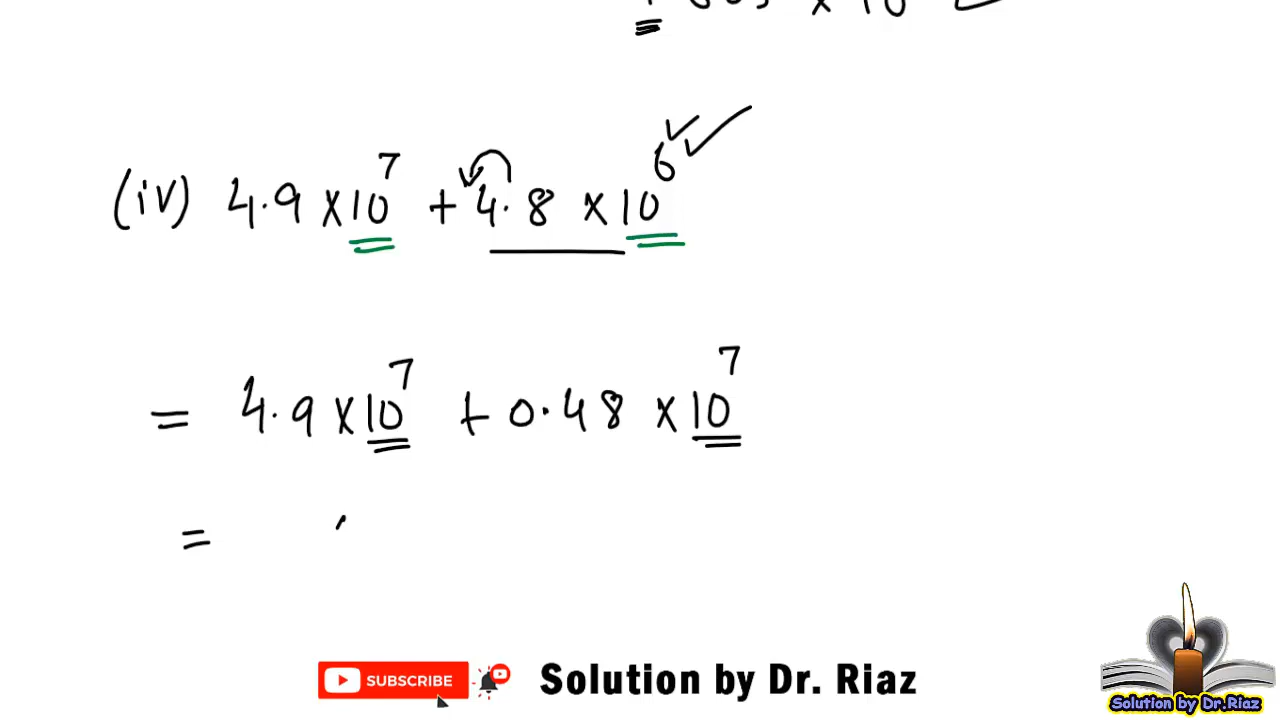 (iv) 4.9 × 10⁷ + 4.8 × 10⁶
= 4.9 × 10⁷ + 0.48 × 10⁷
=
SUBSCRIBE
Solution by Dr. Riaz
Solution by Dr.Riaz